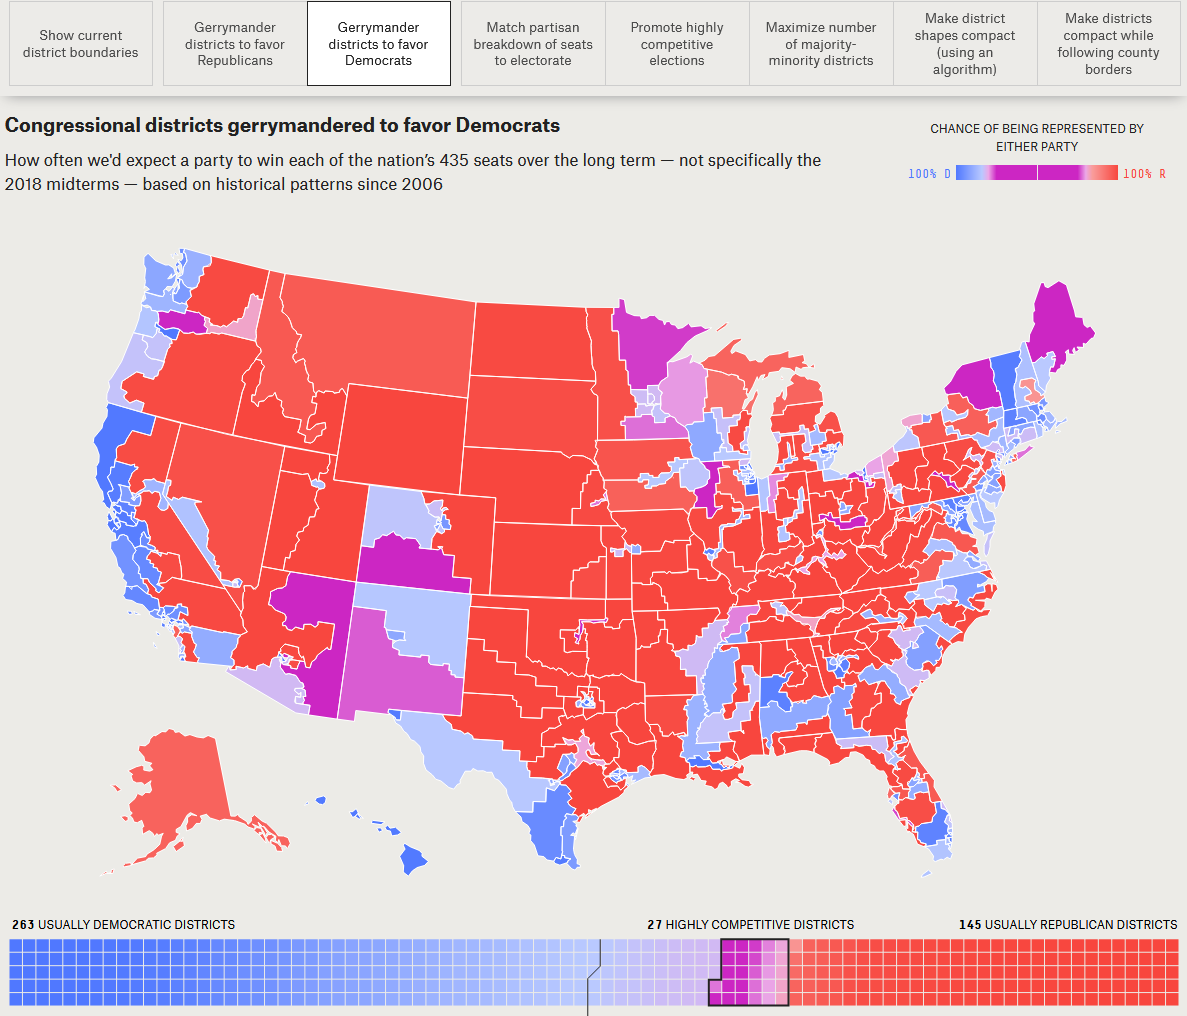 Show current
district boundaries
Gerrymander
districts to favor
Republicans
Gerrymander
districts to favor
Democrats
Match partisan
breakdown of seats
to electorate
Promote highly
competitive
elections
Maximize number
of majority-
minority districts
Make district
shapes compact
(using an
algorithm)
Make districts
compact while
following county
borders
Congressional districts gerrymandered to favor Democrats
How often we'd expect a party to win each of the nation's 435 seats over the long term — not specifically the
2018 midterms — based on historical patterns since 2006
CHANCE OF BEING REPRESENTED BY
EITHER PARTY
100% D 100% R
263 USUALLY DEMOCRATIC DISTRICTS 27 HIGHLY COMPETITIVE DISTRICTS 145 USUALLY REPUBLICAN DISTRICTS